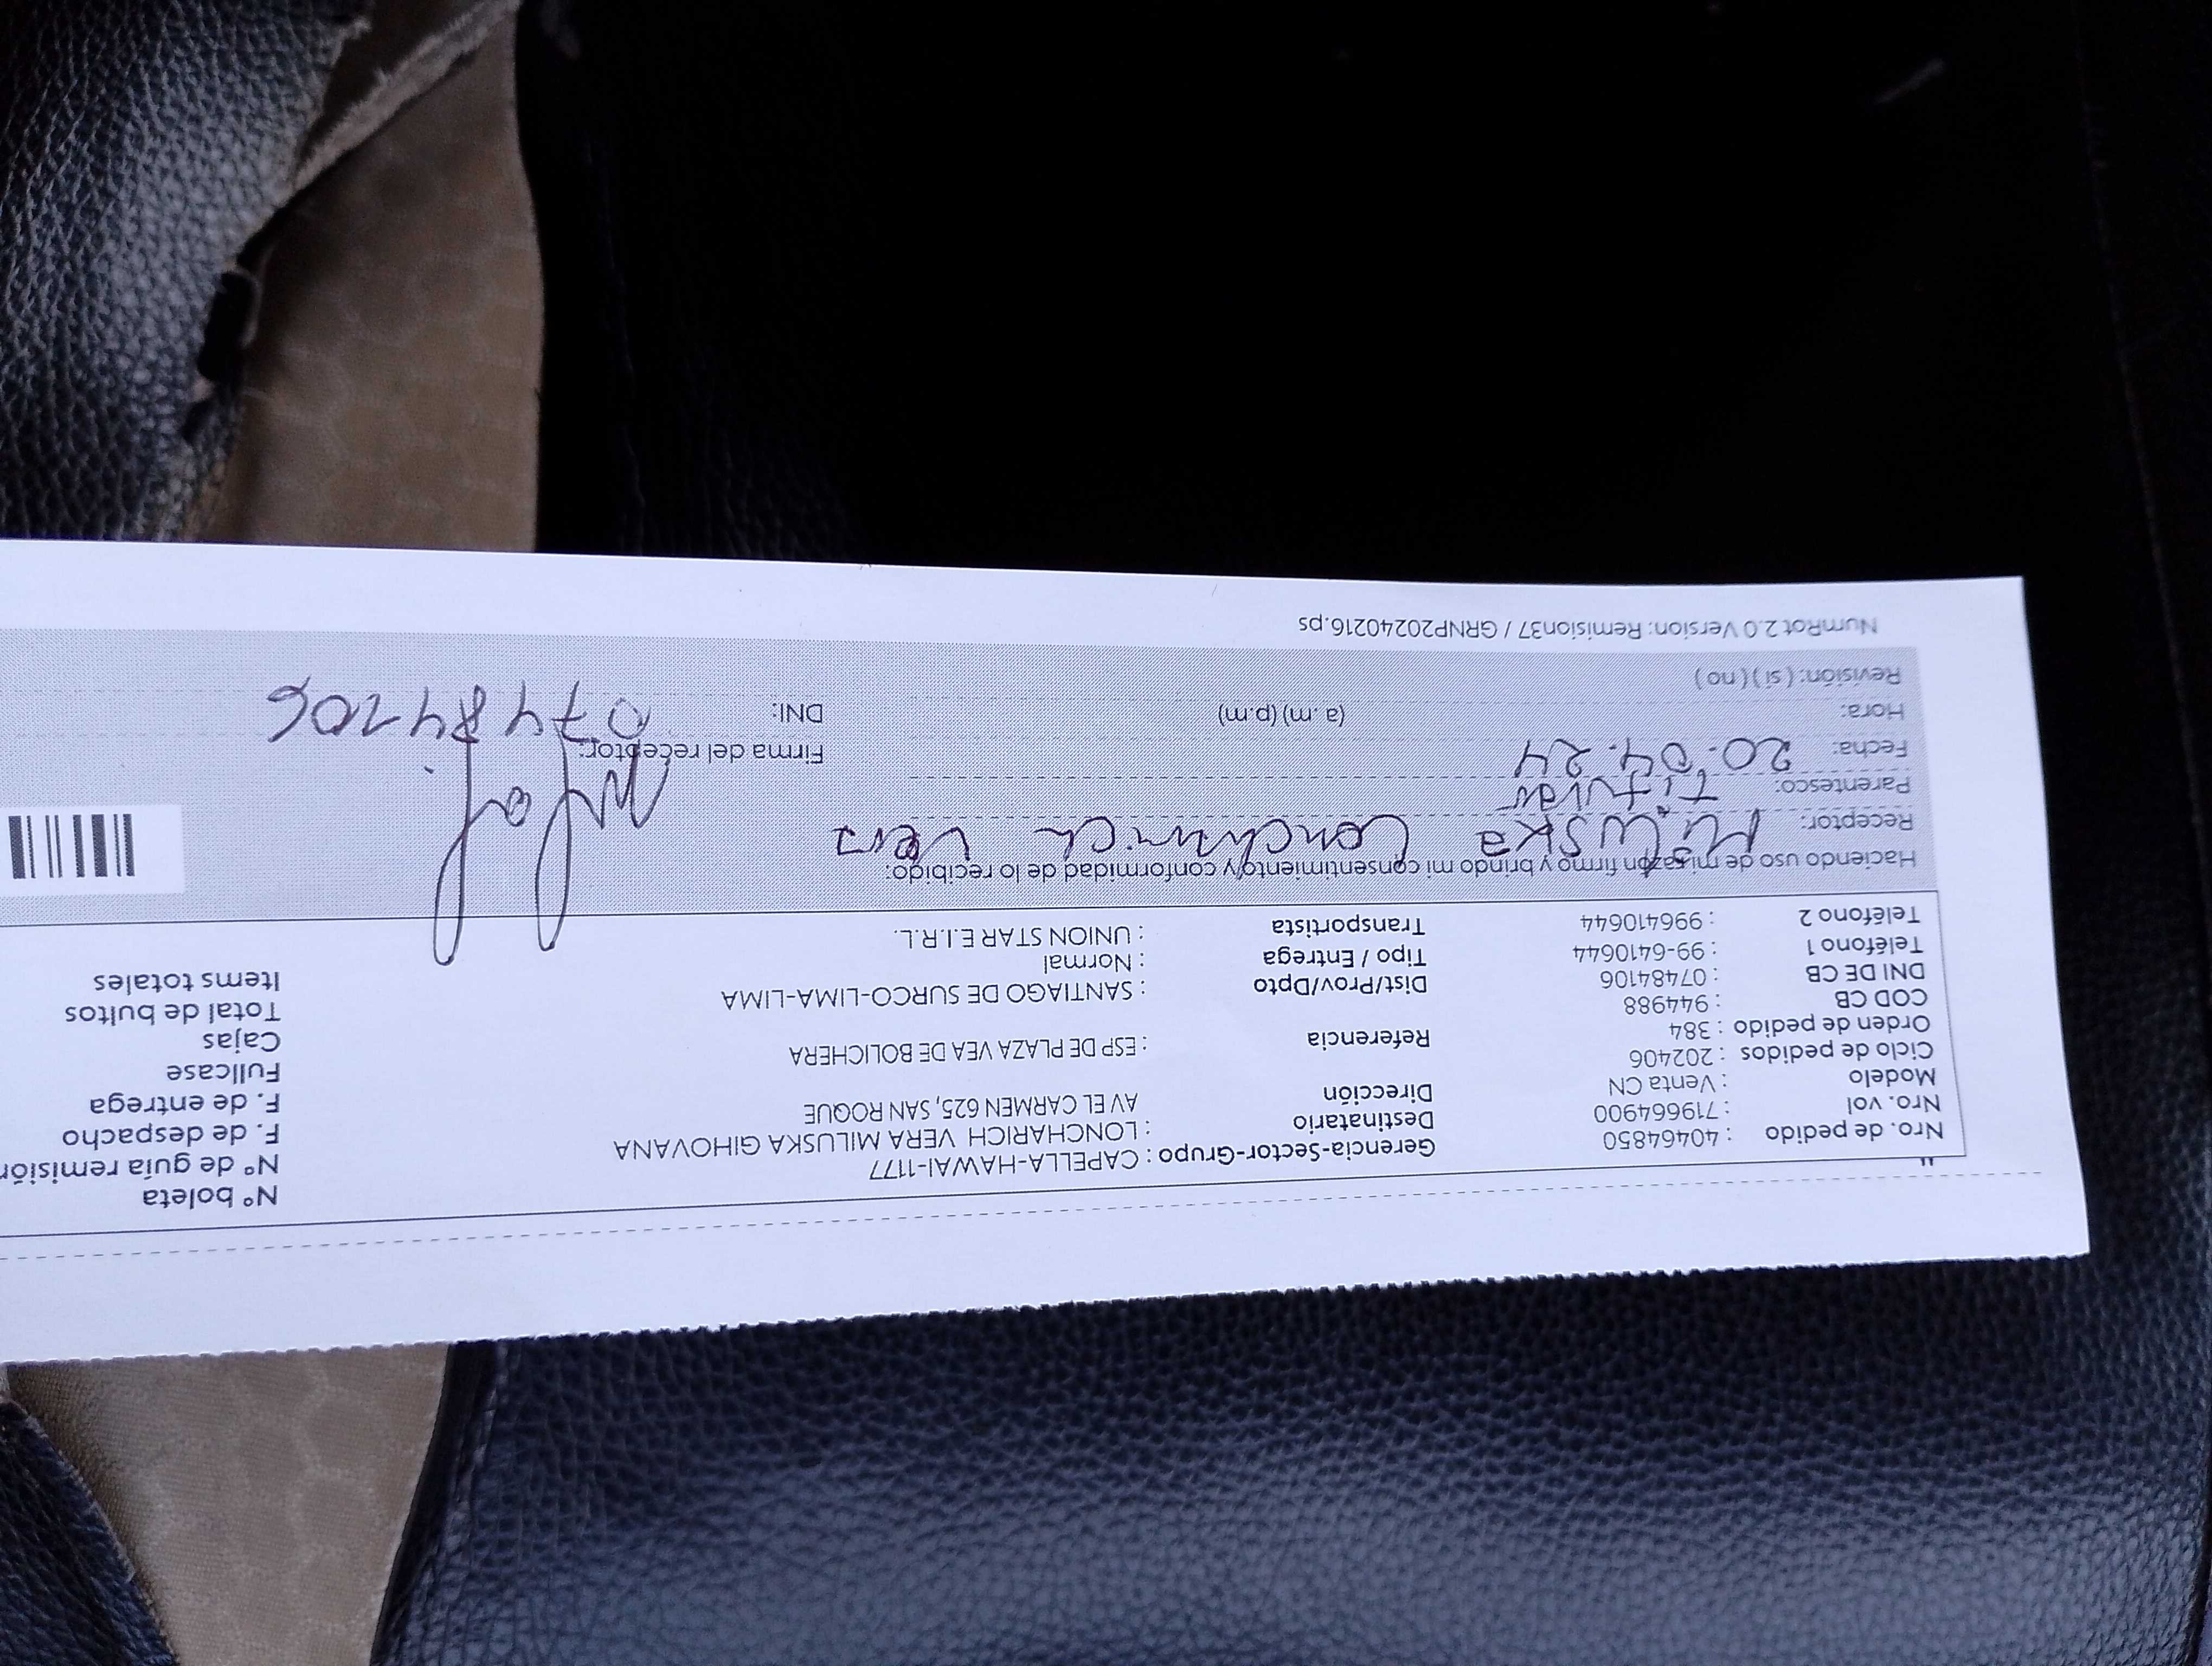 Nro. de pedido : 40464850 Gerencia-Sector-Grupo : CAPELLA-HAWAI-1177 Nº boleta
Nro. vol : 719664900 Destinatario : LONCHARICH VERA MILUSKA GIHOVANA Nº de guía remisión
Modelo : Venta CN Dirección AV EL CARMEN 625, SAN ROQUE F. de despacho
Ciclo de pedidos : 202406 F. de entrega
Orden de pedido : 384 Referencia : ESP DE PLAZA VEA DE BOLICHERA Fullcase
COD CB : 944988 Cajas
DNI DE CB : 07484106 Dist/Prov/Dpto : SANTIAGO DE SURCO-LIMA-LIMA Total de bultos
Teléfono 1 : 99-6410644 Tipo / Entrega : Normal Items totales
Teléfono 2 : 996410644 Transportista : UNION STAR E.I.R.L.
Haciendo uso de mi razón firmo y brindo mi consentimiento y conformidad de lo recibido:
Receptor: Miluska Loncharich Vera
Parentesco: Titular
Fecha: 20.04.24 Firma del receptor:
Hora: (a.m) (p.m) DNI: 07484106
Revisión: ( sí ) ( no )
NumRot 2.0 Version: Remision37 / GRNP20240216.ps